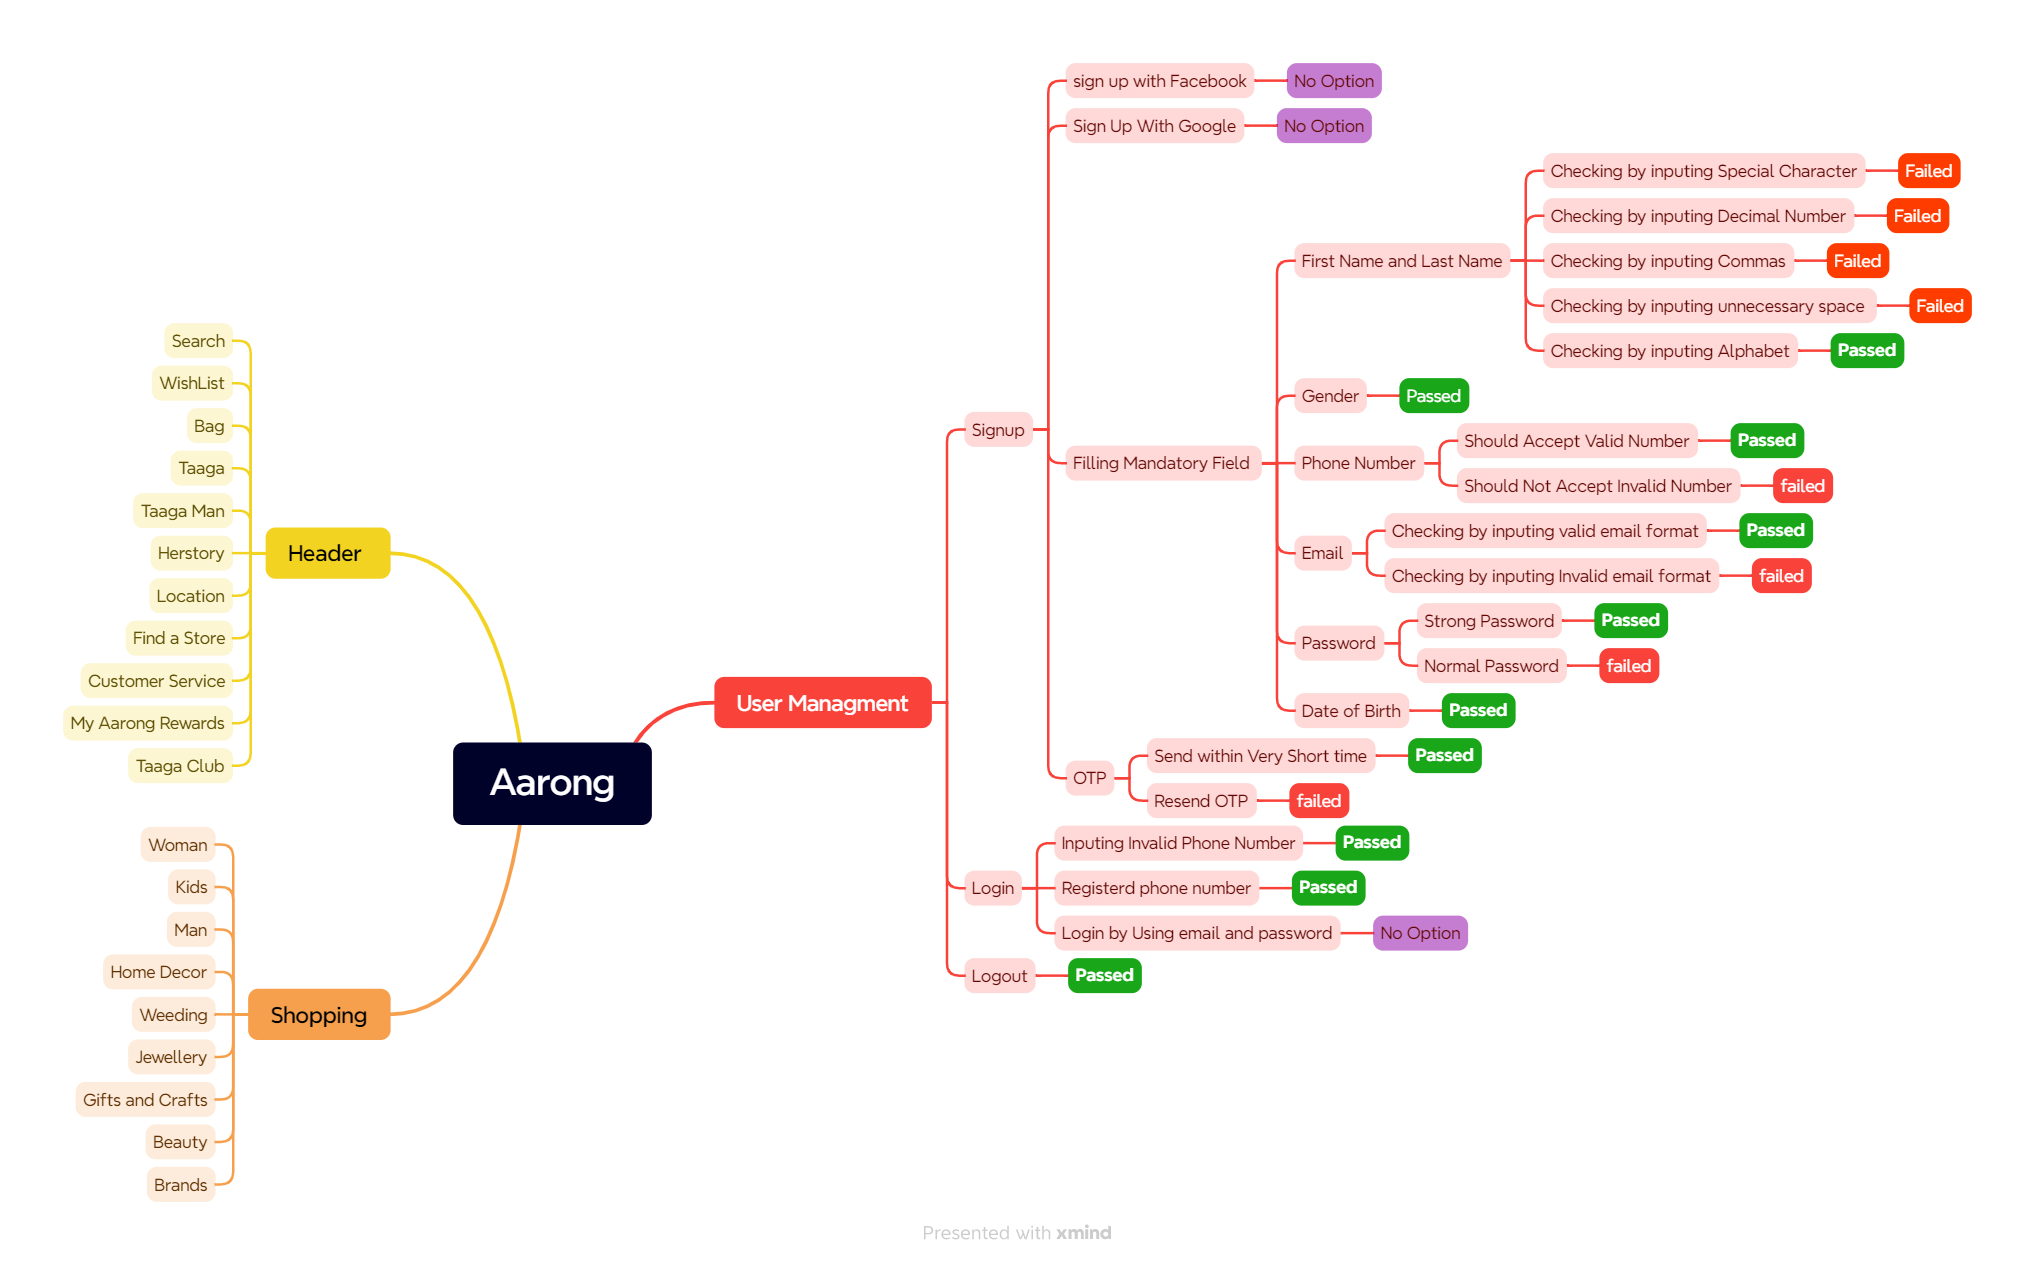 Aarong
Header
Search
WishList
Bag
Taaga
Taaga Man
Herstory
Location
Find a Store
Customer Service
My Aarong Rewards
Taaga Club
Shopping
Woman
Kids
Man
Home Decor
Weeding
Jewellery
Gifts and Crafts
Beauty
Brands
User Managment
Signup
sign up with Facebook
No Option
Sign Up With Google
No Option
Filling Mandatory Field
First Name and Last Name
Checking by inputing Special Character
Failed
Checking by inputing Decimal Number
Failed
Checking by inputing Commas
Failed
Checking by inputing unnecessary space
Failed
Checking by inputing Alphabet
Passed
Gender
Passed
Phone Number
Should Accept Valid Number
Passed
Should Not Accept Invalid Number
failed
Email
Checking by inputing valid email format
Passed
Checking by inputing Invalid email format
failed
Password
Strong Password
Passed
Normal Password
failed
Date of Birth
Passed
OTP
Send within Very Short time
Passed
Resend OTP
failed
Login
Inputing Invalid Phone Number
Passed
Registerd phone number
Passed
Login by Using email and password
No Option
Logout
Passed
Presented with xmind